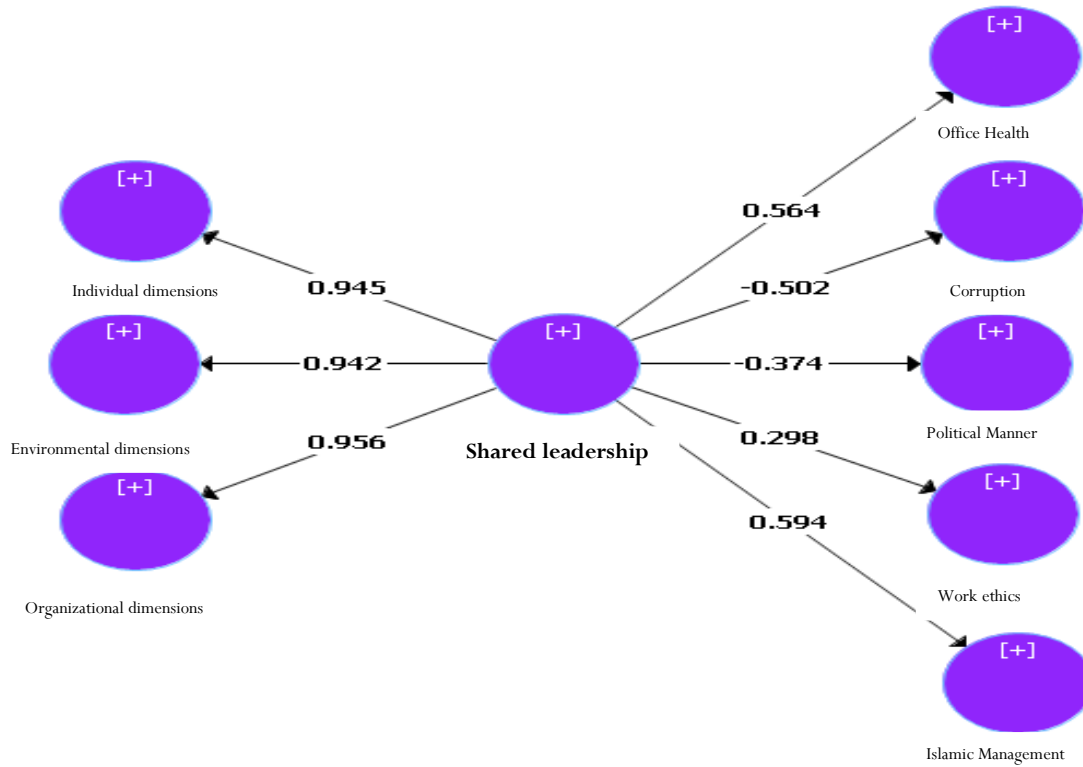 [+]
Office Health
[+]
[+]
0.564
Individual dimensions
0.945
-0.502
Corruption
[+]
[+]
[+]
0.942
-0.374
Environmental dimensions
0.956
Shared leadership
0.298
Political Manner
[+]
[+]
0.594
Organizational dimensions
Work ethics
[+]
Islamic Management